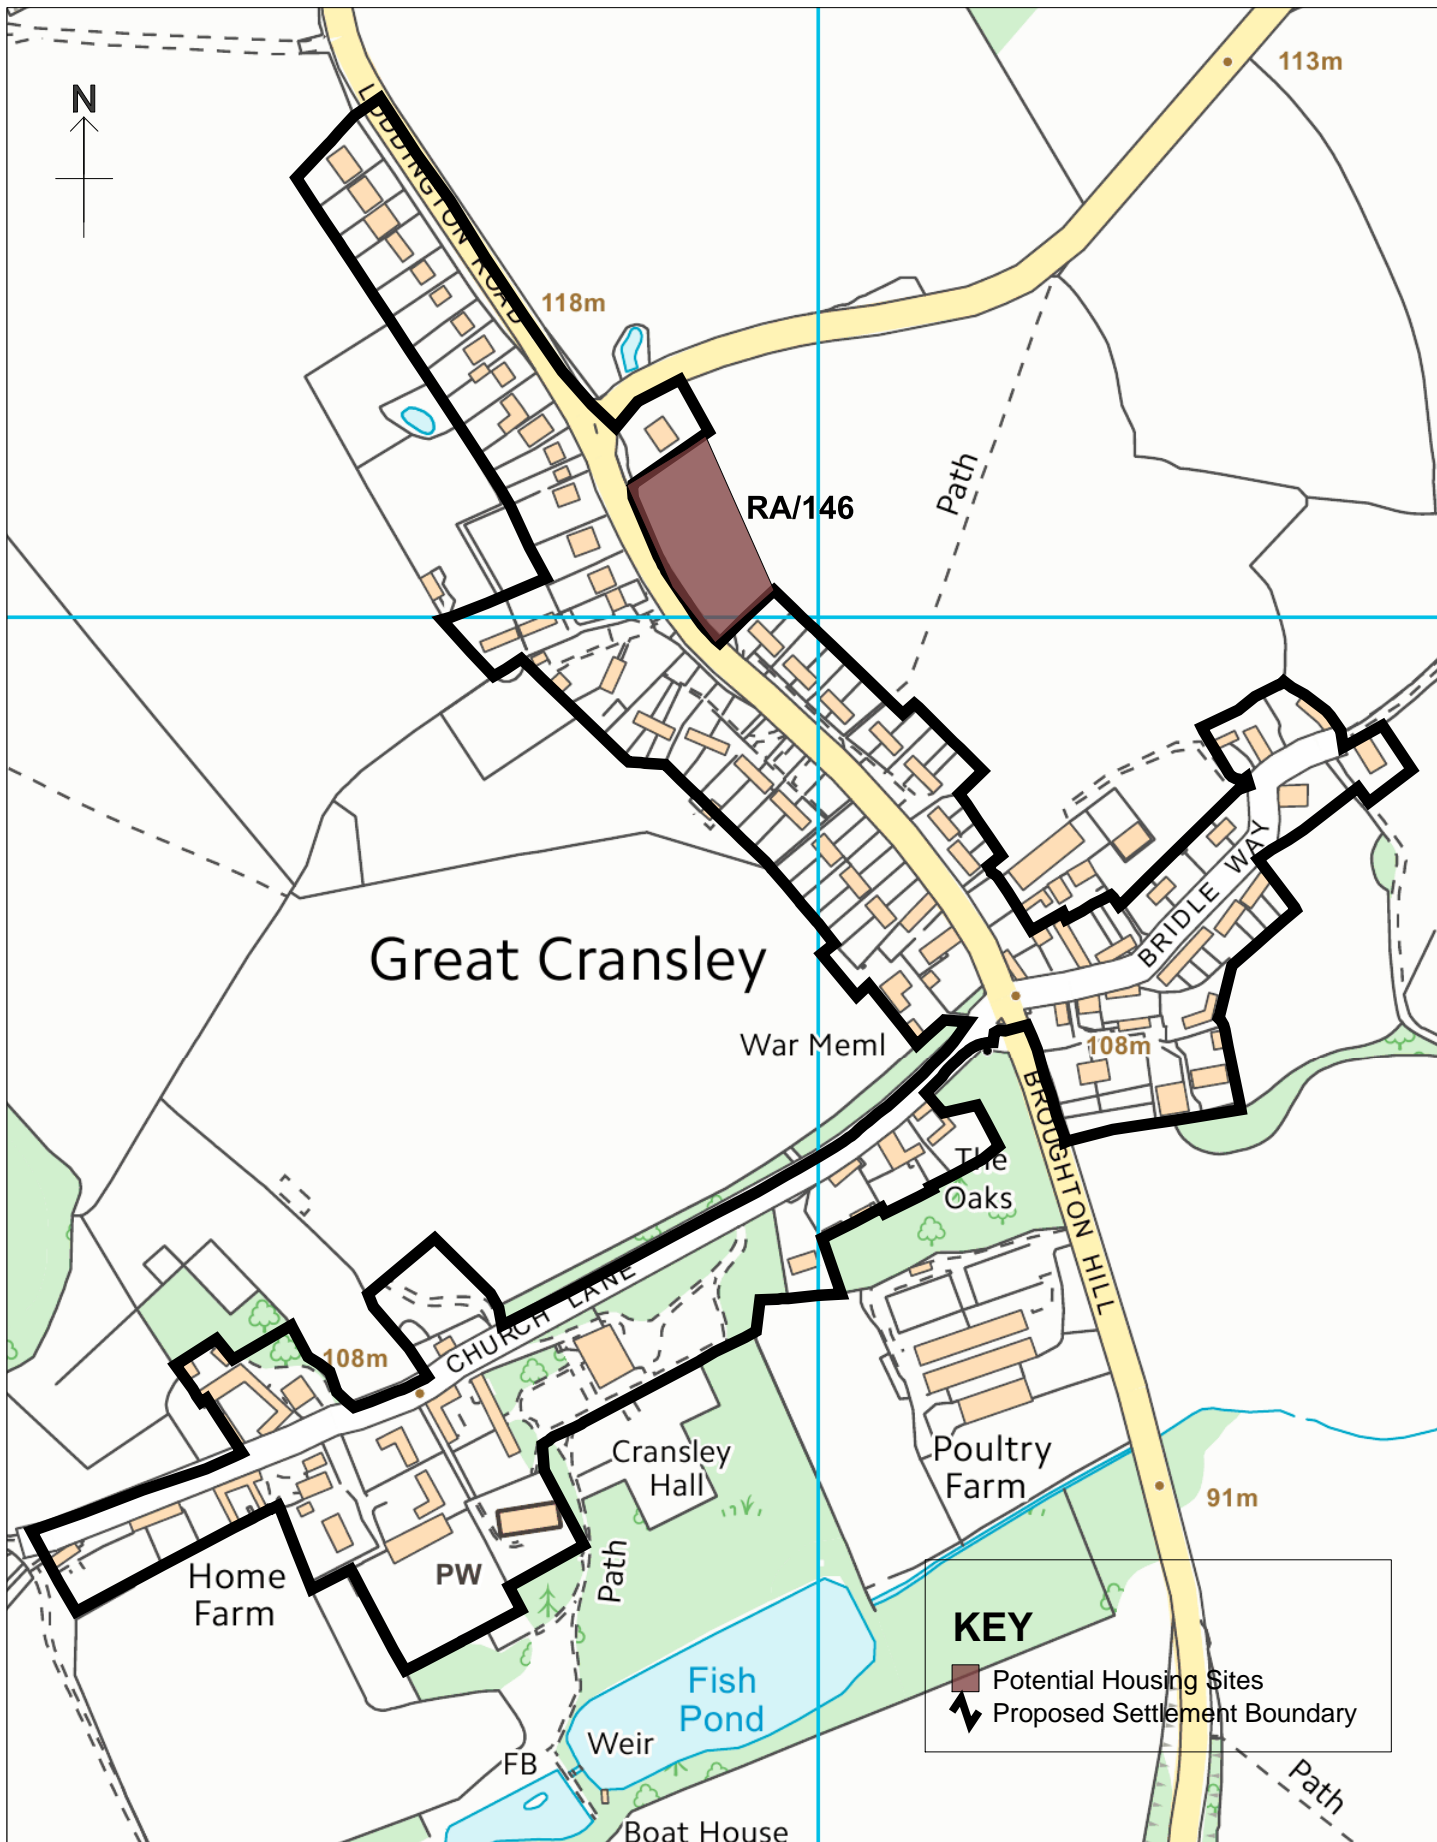 113m
N
LODDINGTON ROAD
118m
Path
RA/146
BRIDLE WAY
Great Cransley
War Meml
108m
BROUGHTON HILL
The
Oaks
CHURCH LANE
108m
Cransley
Hall
Poultry
Farm
91m
Home
Farm
PW
Path
KEY
Potential Housing Sites
Proposed Settlement Boundary
Fish
Pond
Weir
FB
Path
Boat House